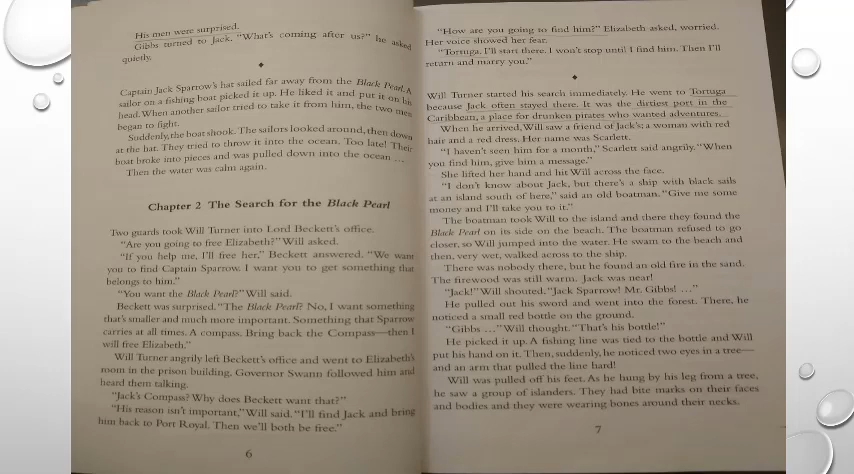 His men were surprised.
Gibbs turned to Jack. “What's coming after us?” he asked
quietly.
Captain Jack Sparrow's hat sailed far away from the Black Pearl. A
sailor on a fishing boat picked it up. He liked it and put it on his
head. When another sailor tried to take it from him, the two men
began to fight.
Suddenly, the boat shook. The sailors looked around, then down
at the hat. They tried to throw it into the ocean. Too late! Their
boat broke into pieces and was pulled down into the ocean …
Then the water was calm again.
Chapter 2 The Search for the Black Pearl
Two guards took Will Turner into Lord Beckett's office.
“Are you going to free Elizabeth?” Will asked.
“If you help me, I'll free her,” Beckett answered. “We want
you to find Captain Sparrow. I want you to get something that
belongs to him.”
“You want the Black Pearl?” Will said.
Beckett was surprised. “The Black Pearl? No, I want something
that's smaller and much more important. Something that Sparrow
carries at all times. A compass. Bring back the Compass—then I
will free Elizabeth.”
Will Turner angrily left Beckett's office and went to Elizabeth's
room in the prison building. Governor Swann followed him and
heard them talking.
“Jack's Compass? Why does Beckett want that?”
“His reason isn't important,” Will said. “I'll find Jack and bring
him back to Port Royal. Then we'll both be free.”
6
“How are you going to find him?” Elizabeth asked, worried.
Her voice showed her fear.
“Tortuga. I'll start there. I won't stop until I find him. Then I'll
return and marry you.”
Will Turner started his search immediately. He went to Tortuga
because Jack often stayed there. It was the dirtiest port in the
Caribbean, a place for drunken pirates who wanted adventures.
When he arrived, Will saw a friend of Jack's: a woman with red
hair and a red dress. Her name was Scarlett.
“I haven't seen him for a month,” Scarlett said angrily. “When
you find him, give him a message.”
She lifted her hand and hit Will across the face.
“I don't know about Jack, but there's a ship with black sails
at an island south of here,” said an old boatman. “Give me some
money and I'll take you to it.”
The boatman took Will to the island and there they found the
Black Pearl on its side on the beach. The boatman refused to go
closer, so Will jumped into the water. He swam to the beach and
then, very wet, walked across to the ship.
There was nobody there, but he found an old fire in the sand.
The firewood was still warm. Jack was near!
“Jack!” Will shouted. “Jack Sparrow! Mr. Gibbs! …”
He pulled out his sword and went into the forest. There, he
noticed a small red bottle on the ground.
“Gibbs …” Will thought. “That's his bottle!”
He picked it up. A fishing line was tied to the bottle and Will
put his hand on it. Then, suddenly, he noticed two eyes in a tree—
and an arm that pulled the line hard!
Will was pulled off his feet. As he hung by his leg from a tree,
he saw a group of islanders. They had bite marks on their faces
and bodies and they were wearing bones around their necks.
7